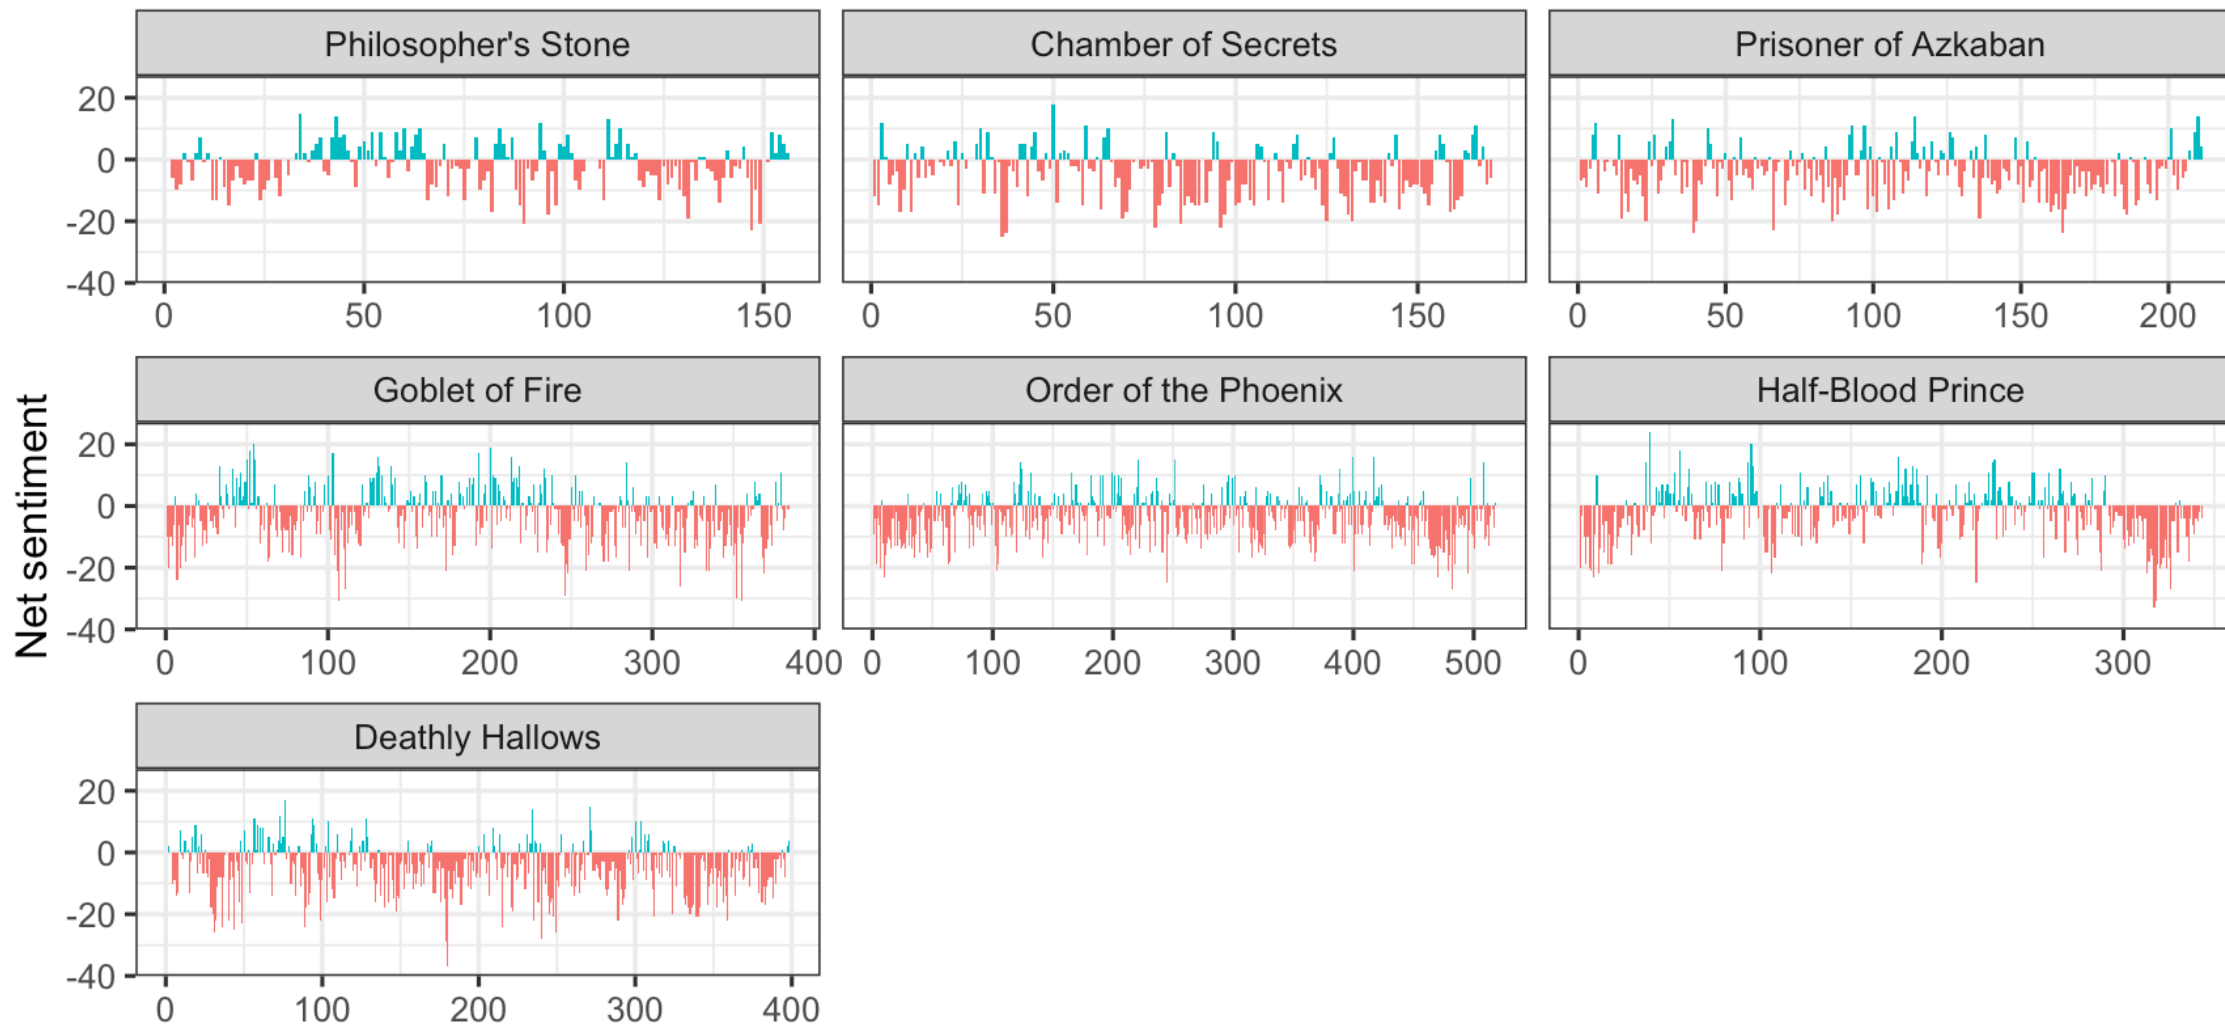 Philosopher's Stone
Chamber of Secrets
Prisoner of Azkaban
20
0
-20
-40
0 50 100 150
0 50 100 150
0 50 100 150 200
Net sentiment
Goblet of Fire
Order of the Phoenix
Half-Blood Prince
20
0
-20
-40
0 100 200 300 400
0 100 200 300 400 500
0 100 200 300
Deathly Hallows
20
0
-20
-40
0 100 200 300 400